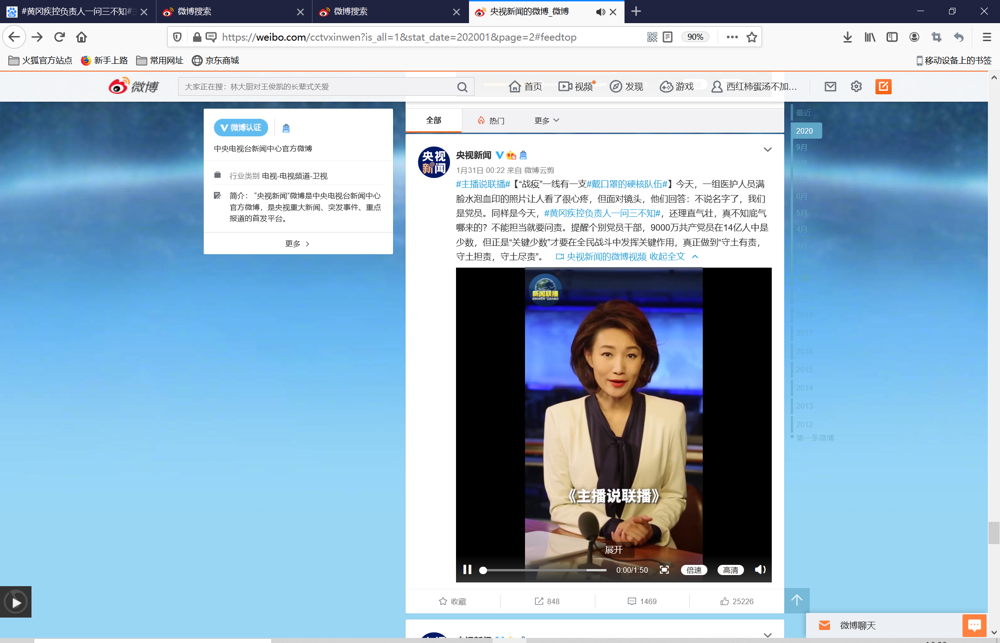 #黄冈疾控负责人一问三不知#
微博搜索
微博搜索
央视新闻的微博_微博
https://weibo.com/cctvxinwen?is_all=1&stat_date=202001&page=2#feedtop
90%
火狐官方站点
新手上路
常用网址
京东商城
移动设备上的书签
微博
大家正在搜：林大厨对王俊凯的长辈式关爱
首页
视频
发现
游戏
西红柿蛋汤不加...
V 微博认证
中央电视台新闻中心官方微博
行业类别 电视-电视频道-卫视
简介： “央视新闻”微博是中央电视台新闻中心
官方微博，是央视重大新闻、突发事件、重点
报道的首发平台。
更多
全部
热门
更多
央视
新@闻
央视新闻
1月31日 00:22 来自 微博云剪
#主播说联播#【“战疫”一线有一支#戴口罩的硬核队伍#】今天，一组医护人员满
脸水泡血印的照片让人看了很心疼，但面对镜头，他们回答：不说名字了，我们
是党员。同样是今天，#黄冈疾控负责人一问三不知#，还理直气壮，真不知底气
哪来的？不能担当就要问责。提醒个别党员干部，9000万共产党员在14亿人中是
少数，但正是“关键少数”才要在全民战斗中发挥关键作用，真正做到“守土有责，
守土担责，守土尽责”。 央视新闻的微博视频 收起全文
新闻联播
XINWEN LIANBO
《主播说联播》
展开
0:00/1:50
倍速
高清
收藏
848
1469
25226
最近
2020
9月
8月
7月
6月
5月
4月
3月
2月
1月
2019
2018
2017
2016
2015
2014
2013
2012
第一条微博
微博聊天